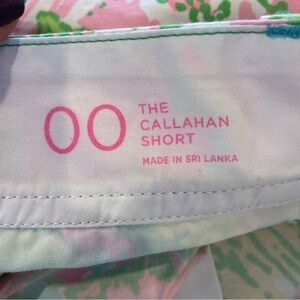 00
THE
CALLAHAN
SHORT
MADE IN SRI LANKA